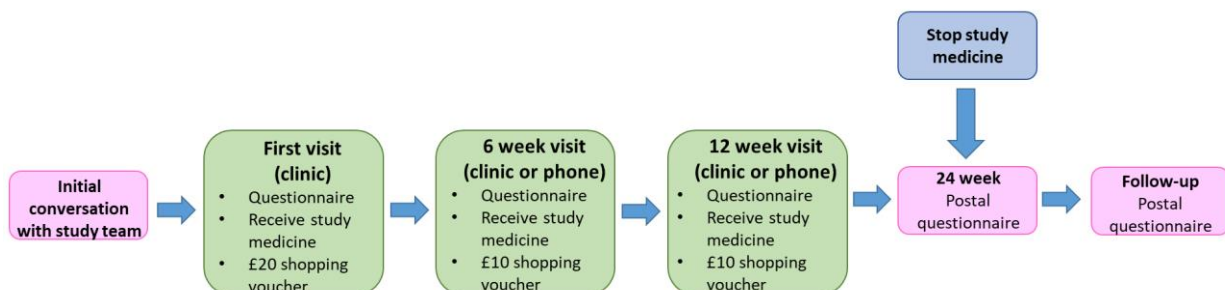 Stop study
medicine
Initial
conversation
with study team
First visit
(clinic)
• Questionnaire
• Receive study
medicine
• £20 shopping
voucher
6 week visit
(clinic or phone)
• Questionnaire
• Receive study
medicine
• £10 shopping
voucher
12 week visit
(clinic or phone)
• Questionnaire
• Receive study
medicine
• £10 shopping
voucher
24 week
Postal
questionnaire
Follow-up
Postal
questionnaire